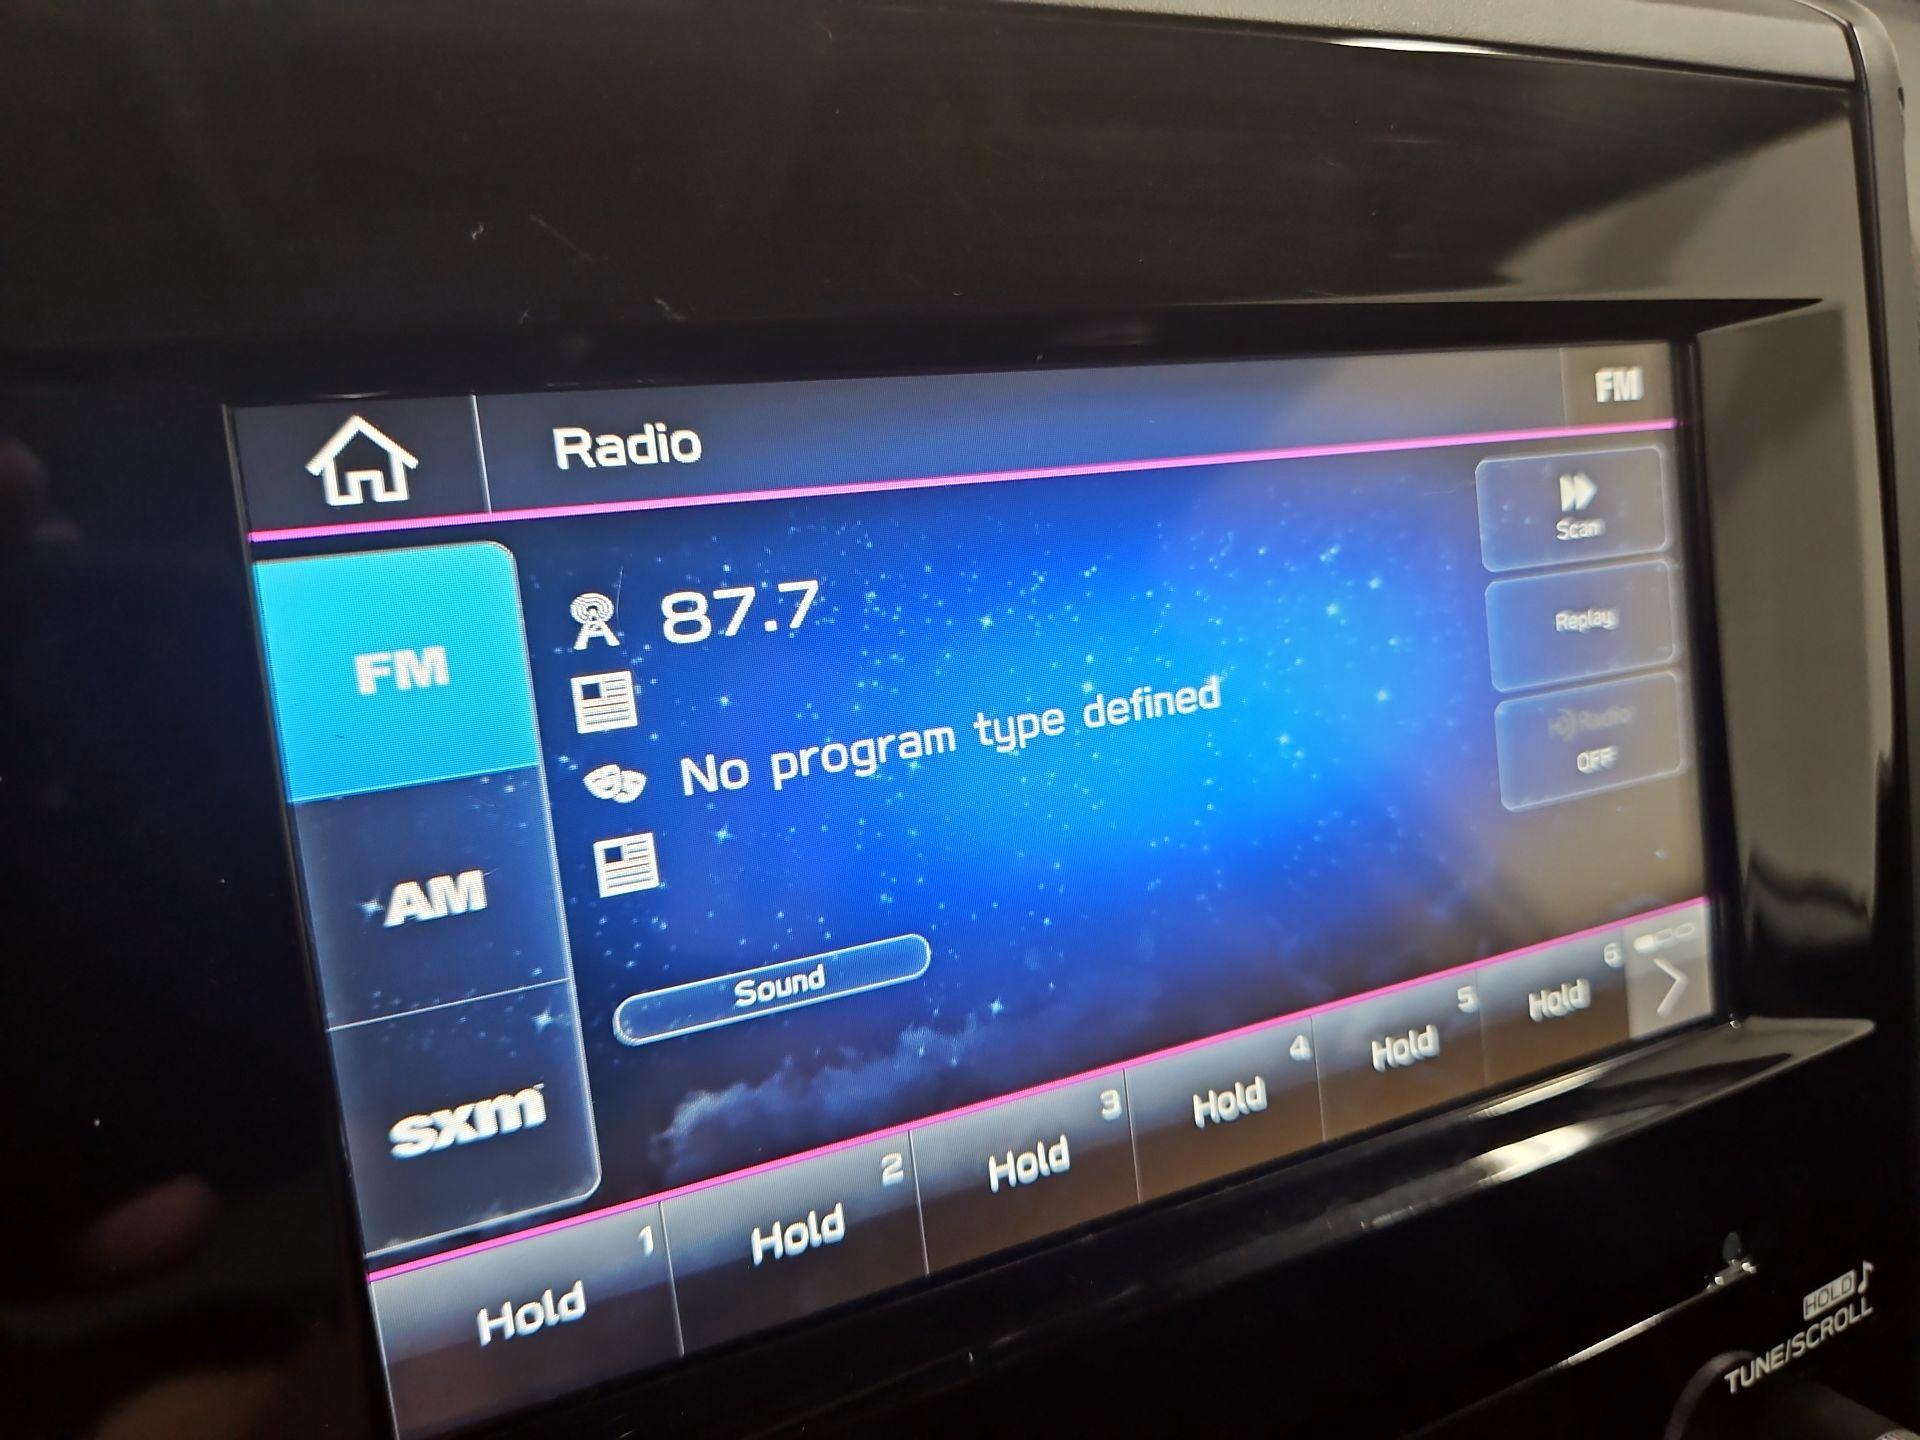 Radio
FM
Scan
Replay
HD Radio
OFF
FM
AM
sxm
87.7
No program type defined
Sound
1
Hold
2
Hold
3
Hold
4
Hold
5
Hold
6
Hold
HOLD
TUNE/SCROLL